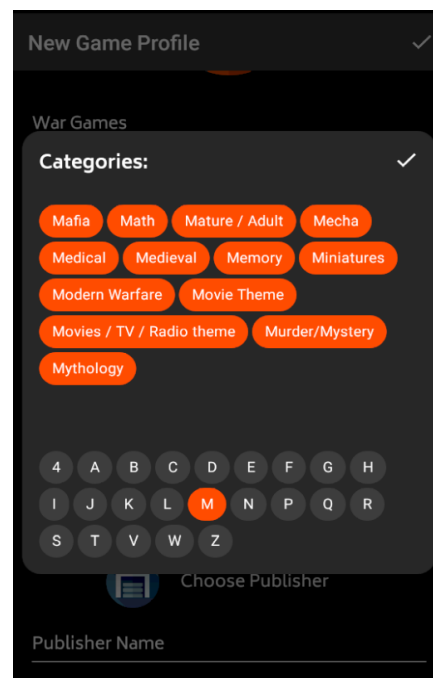 New Game Profile
War Games
Categories:
Mafia Math Mature / Adult Mecha
Medical Medieval Memory Miniatures
Modern Warfare Movie Theme
Movies / TV / Radio theme Murder/Mystery
Mythology
4 A B C D E F G H
I J K L M N P Q R
S T V W Z
Choose Publisher
Publisher Name